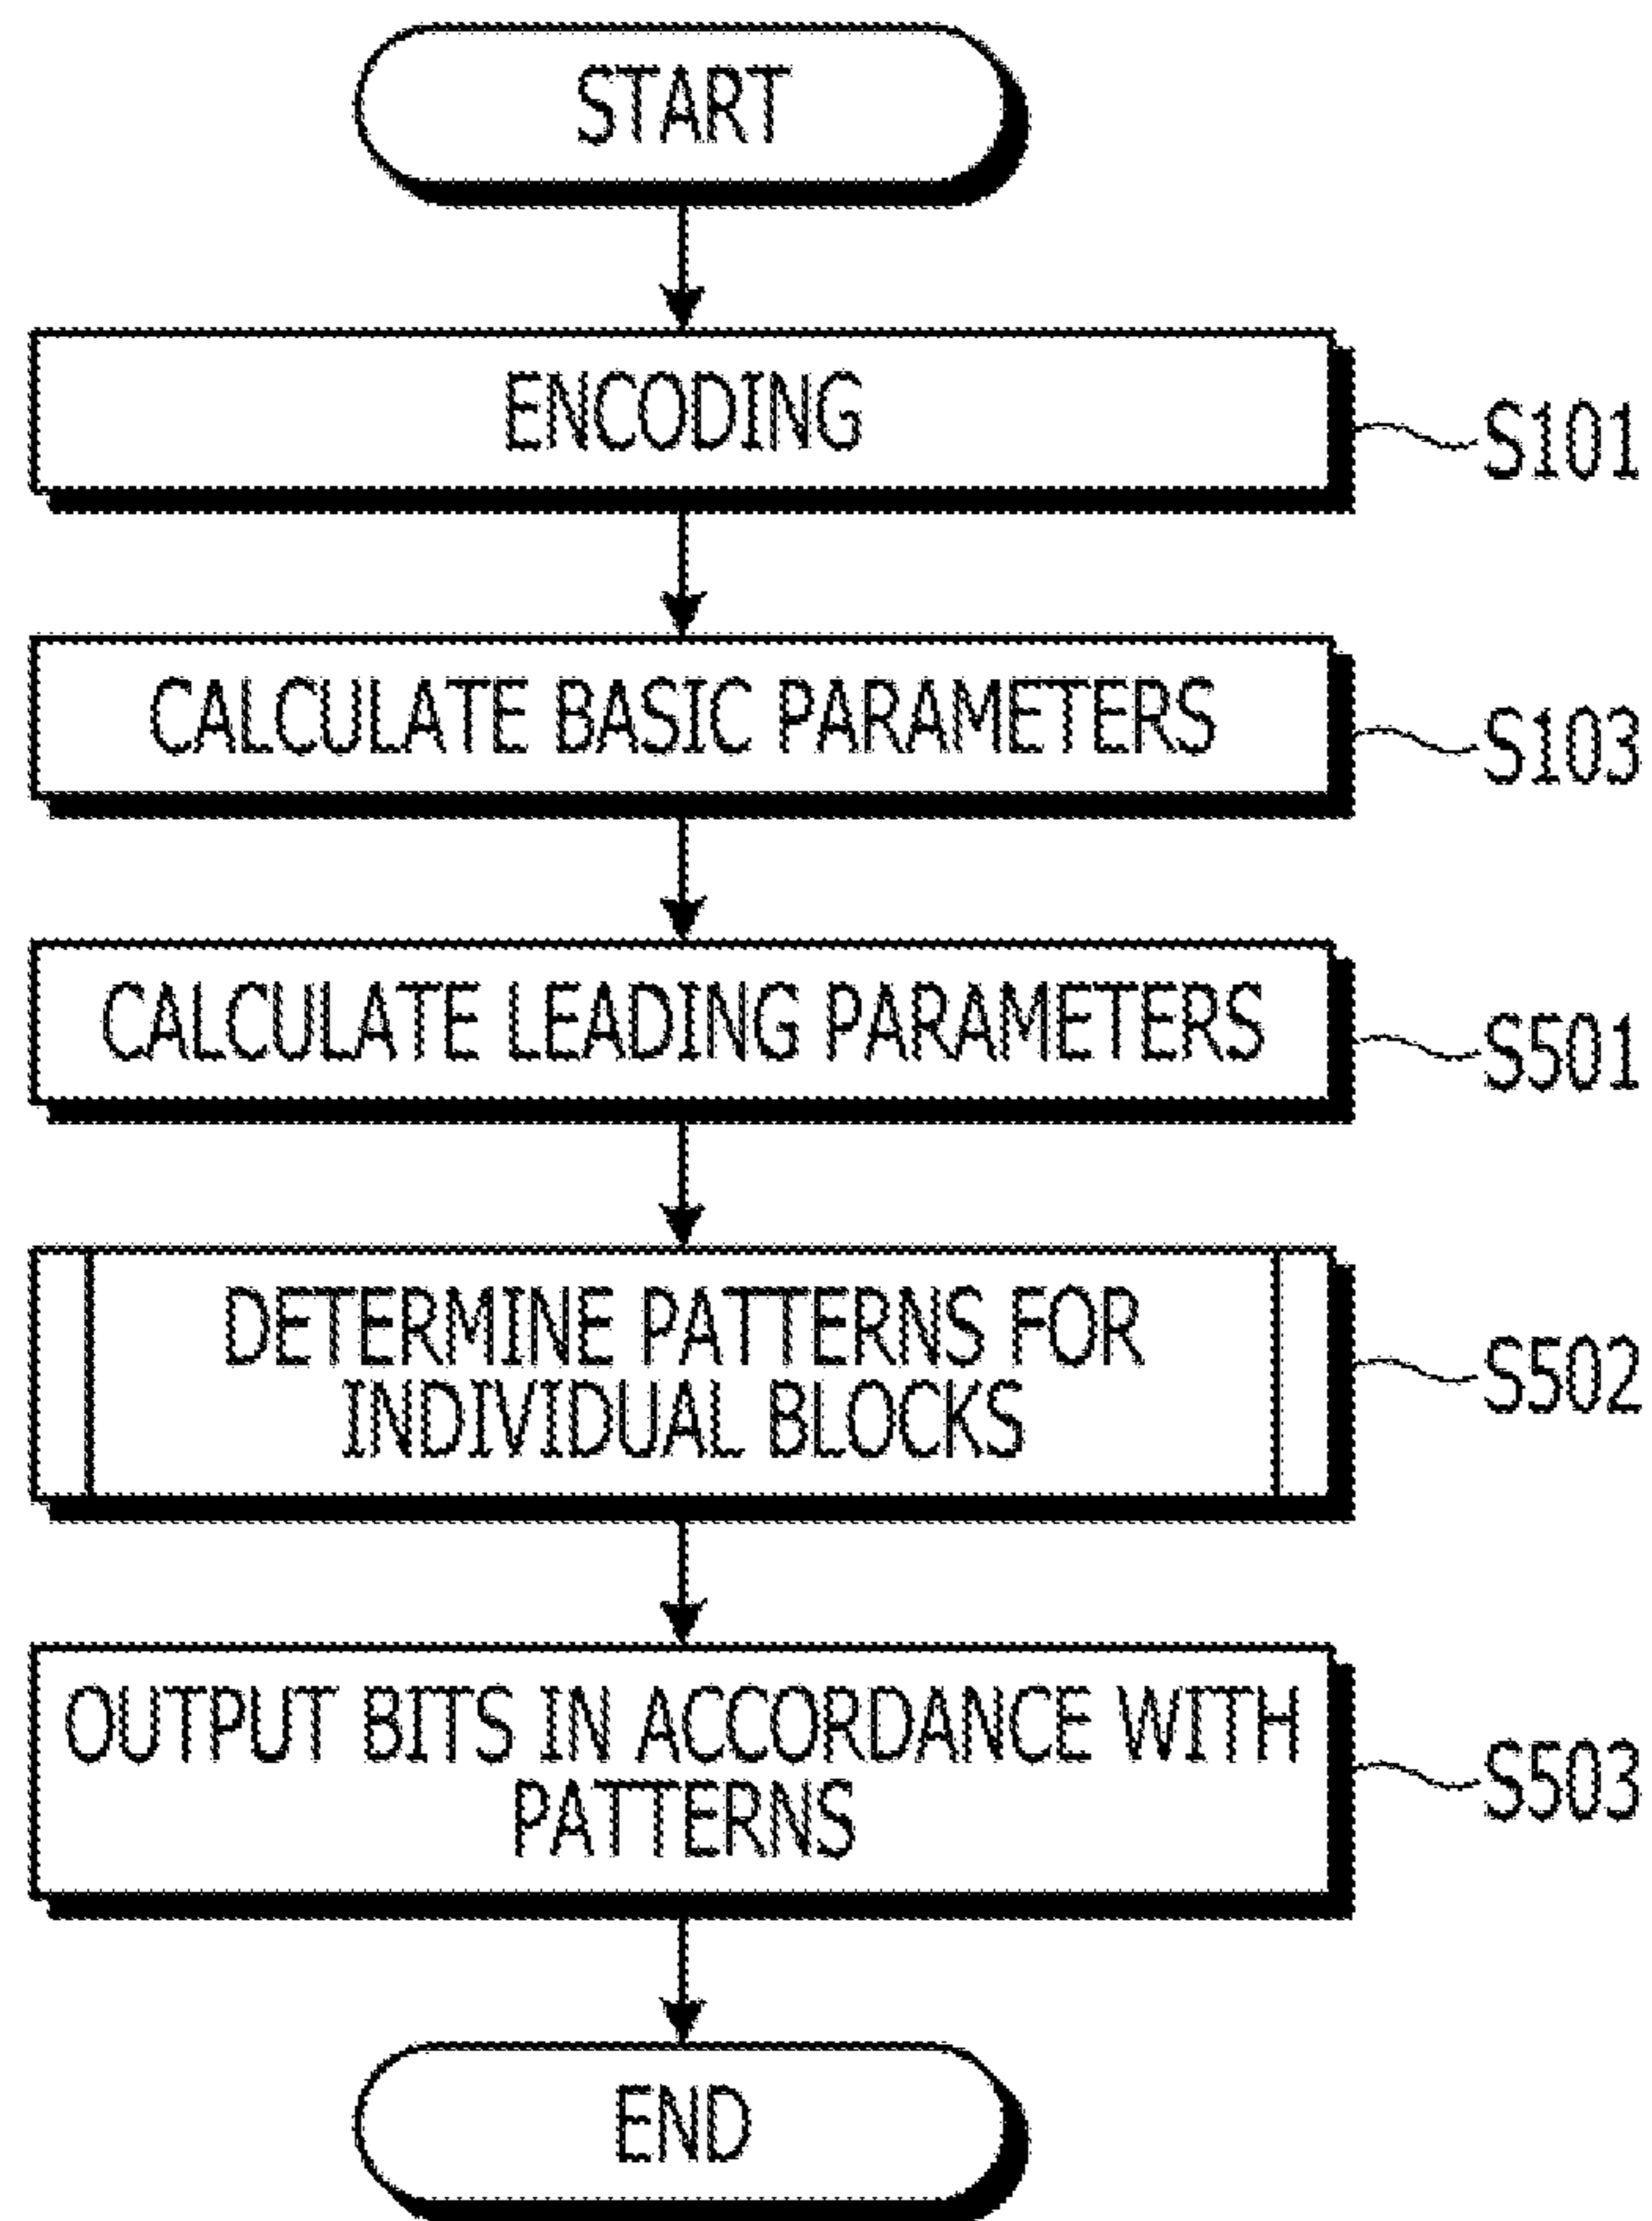 START
ENCODING
S101
CALCULATE BASIC PARAMETERS
S103
CALCULATE LEADING PARAMETERS
S501
DETERMINE PATTERNS FOR
INDIVIDUAL BLOCKS
S502
OUTPUT BITS IN ACCORDANCE WITH
PATTERNS
S503
END